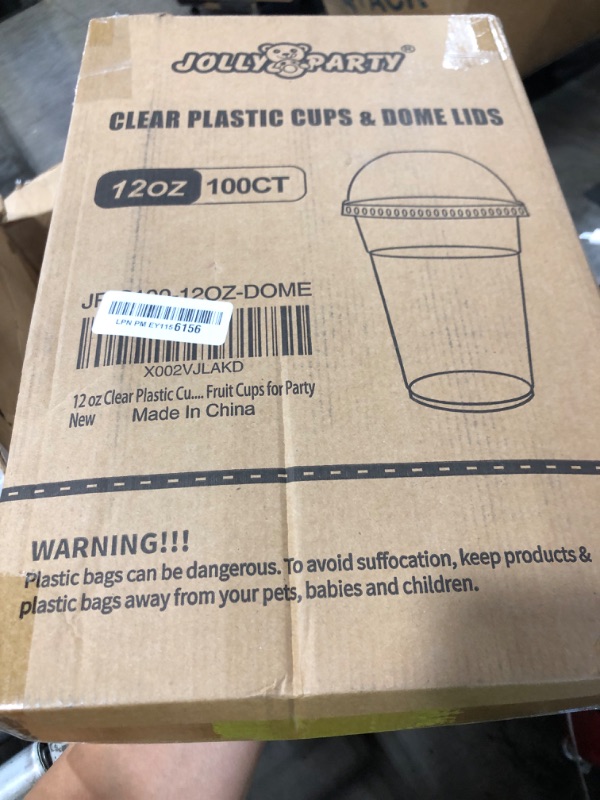 JOLLY PARTY®
CLEAR PLASTIC CUPS & DOME LIDS
12OZ 100CT
-12OZ-DOME
LPN PM EY1156156
X002VJLAKD
12 oz Clear Plastic Cu.... Fruit Cups for Party
New Made In China
WARNING!!!
Plastic bags can be dangerous. To avoid suffocation, keep products &
plastic bags away from your pets, babies and children.